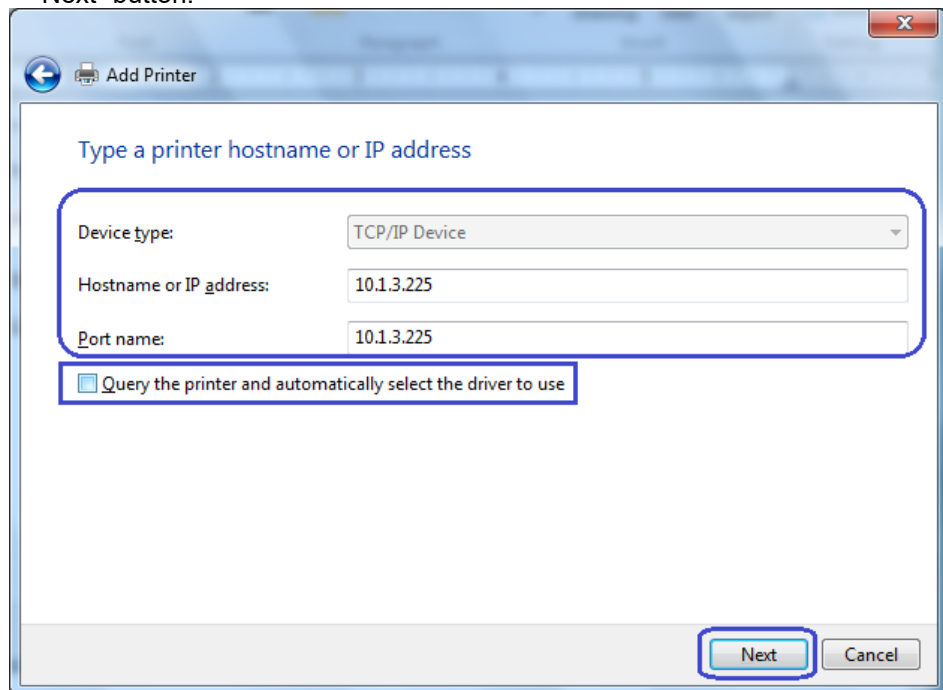 "Next" button.
Add Printer
Type a printer hostname or IP address
Device type:
TCP/IP Device
Hostname or IP address:
10.1.3.225
Port name:
10.1.3.225
Query the printer and automatically select the driver to use
Next
Cancel